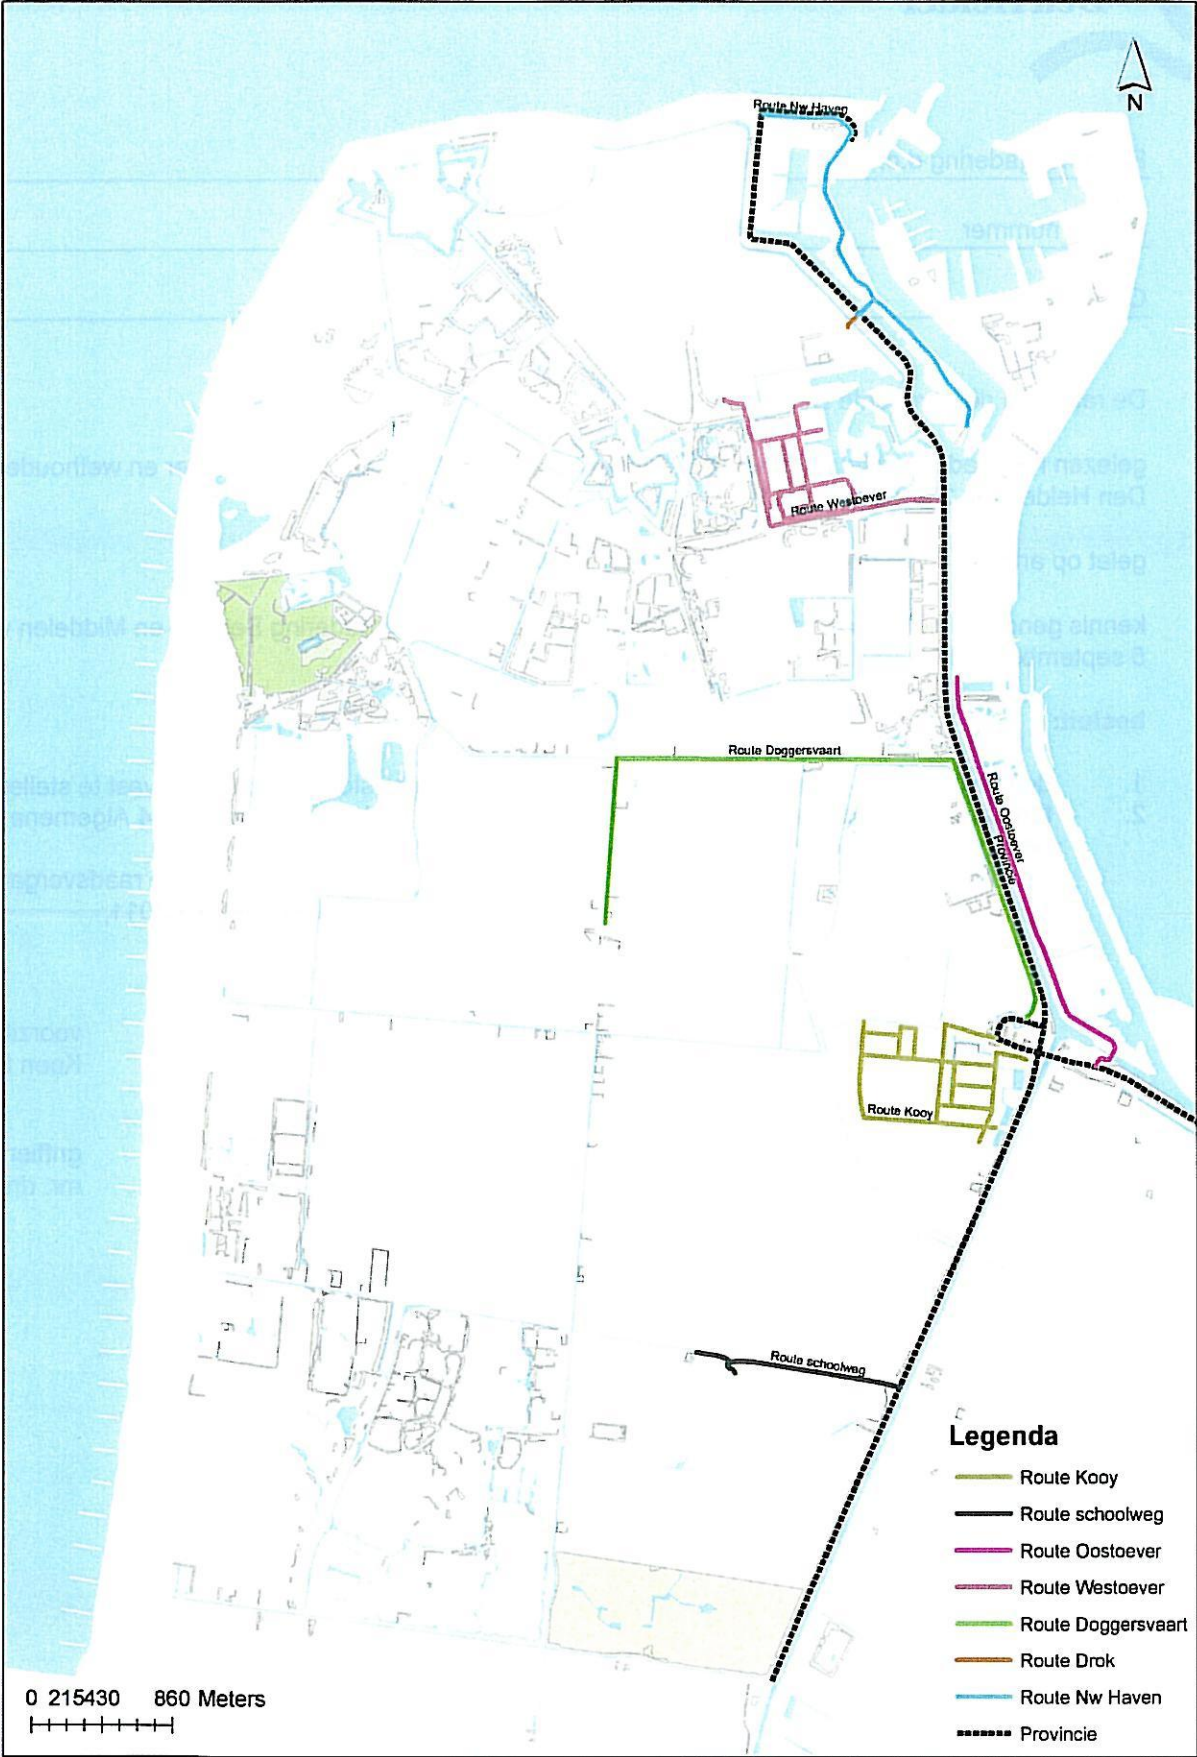 N
Route Nw Haven
Route Westoever
Route Doggersvaart
Route Oostoever
Provincie
Route Kooy
Route schoolweg
Legenda
Route Kooy
Route schoolweg
Route Oostoever
Route Westoever
Route Doggersvaart
Route Drok
Route Nw Haven
Provincie
0 215430 860 Meters